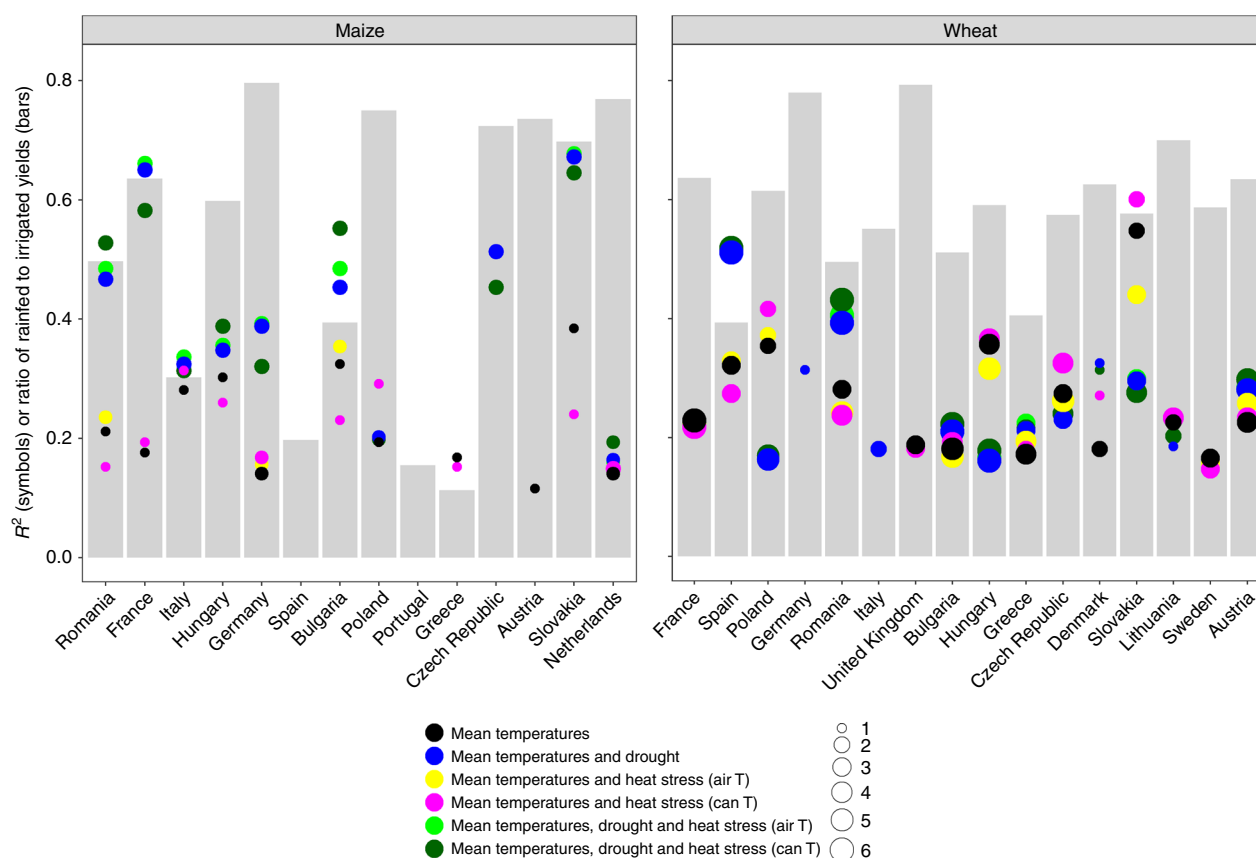 Maize
Wheat
R² (symbols) or ratio of rainfed to irrigated yields (bars)
0.8
0.6
0.4
0.2
0.0
Romania
France
Italy
Hungary
Germany
Spain
Bulgaria
Poland
Portugal
Greece
Czech Republic
Austria
Slovakia
Netherlands
France
Spain
Poland
Germany
Romania
Italy
United Kingdom
Bulgaria
Hungary
Greece
Czech Republic
Denmark
Slovakia
Lithuania
Sweden
Austria
Mean temperatures
Mean temperatures and drought
Mean temperatures and heat stress (air T)
Mean temperatures and heat stress (can T)
Mean temperatures, drought and heat stress (air T)
Mean temperatures, drought and heat stress (can T)
1
2
3
4
5
6